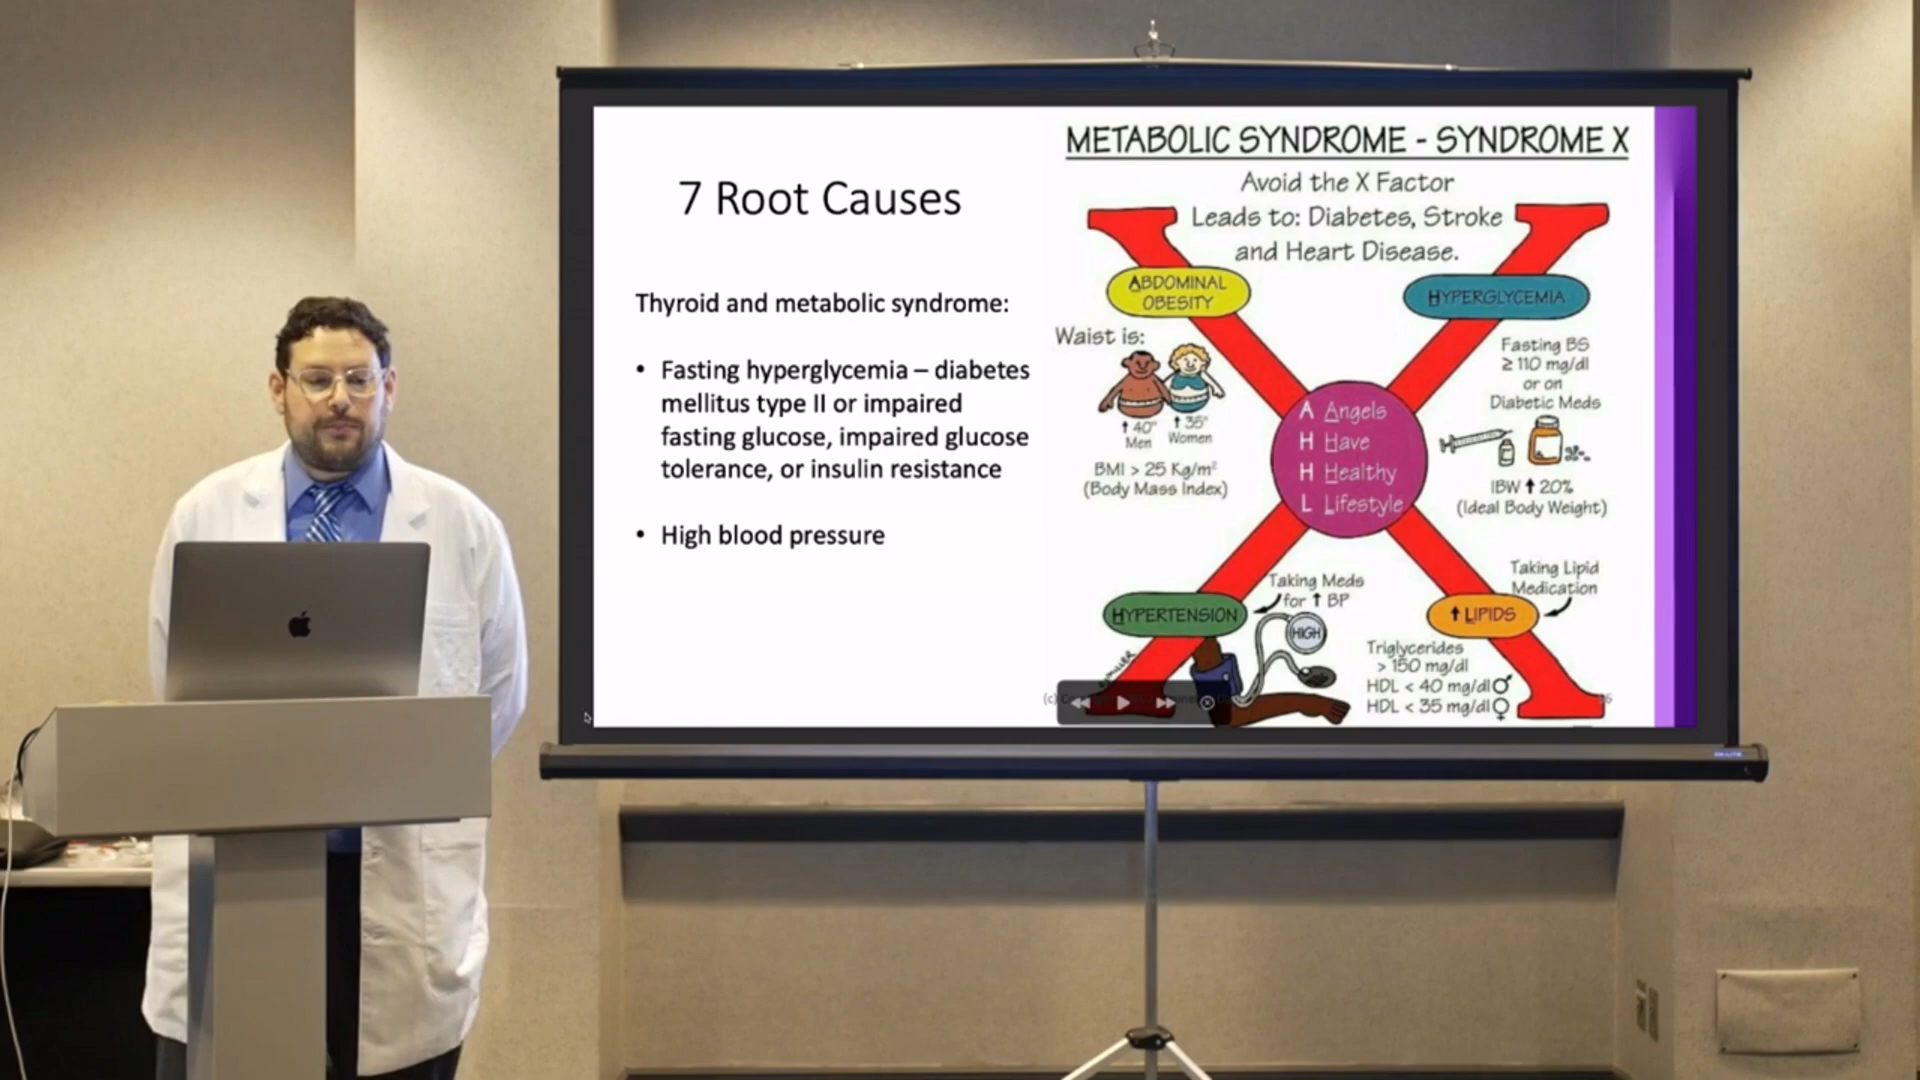 7 Root Causes
Thyroid and metabolic syndrome:
• Fasting hyperglycemia – diabetes
mellitus type II or impaired
fasting glucose, impaired glucose
tolerance, or insulin resistance
• High blood pressure
METABOLIC SYNDROME - SYNDROME X
Avoid the X Factor
Leads to: Diabetes, Stroke
and Heart Disease.
ABDOMINAL
OBESITY
Waist is:
↑ 40" Men
↑ 35" Women
BMI > 25 Kg/m²
(Body Mass Index)
HYPERGLYCEMIA
Fasting BS
≥ 110 mg/dl
or on
Diabetic Meds
IBW ↑ 20%
(Ideal Body Weight)
A Angels
H Have
H Healthy
L Lifestyle
HYPERTENSION
Taking Meds
for ↑ BP
HIGH
↑ LIPIDS
Taking Lipid
Medication
Triglycerides
> 150 mg/dl
HDL < 40 mg/dl ♂
HDL < 35 mg/dl ♀